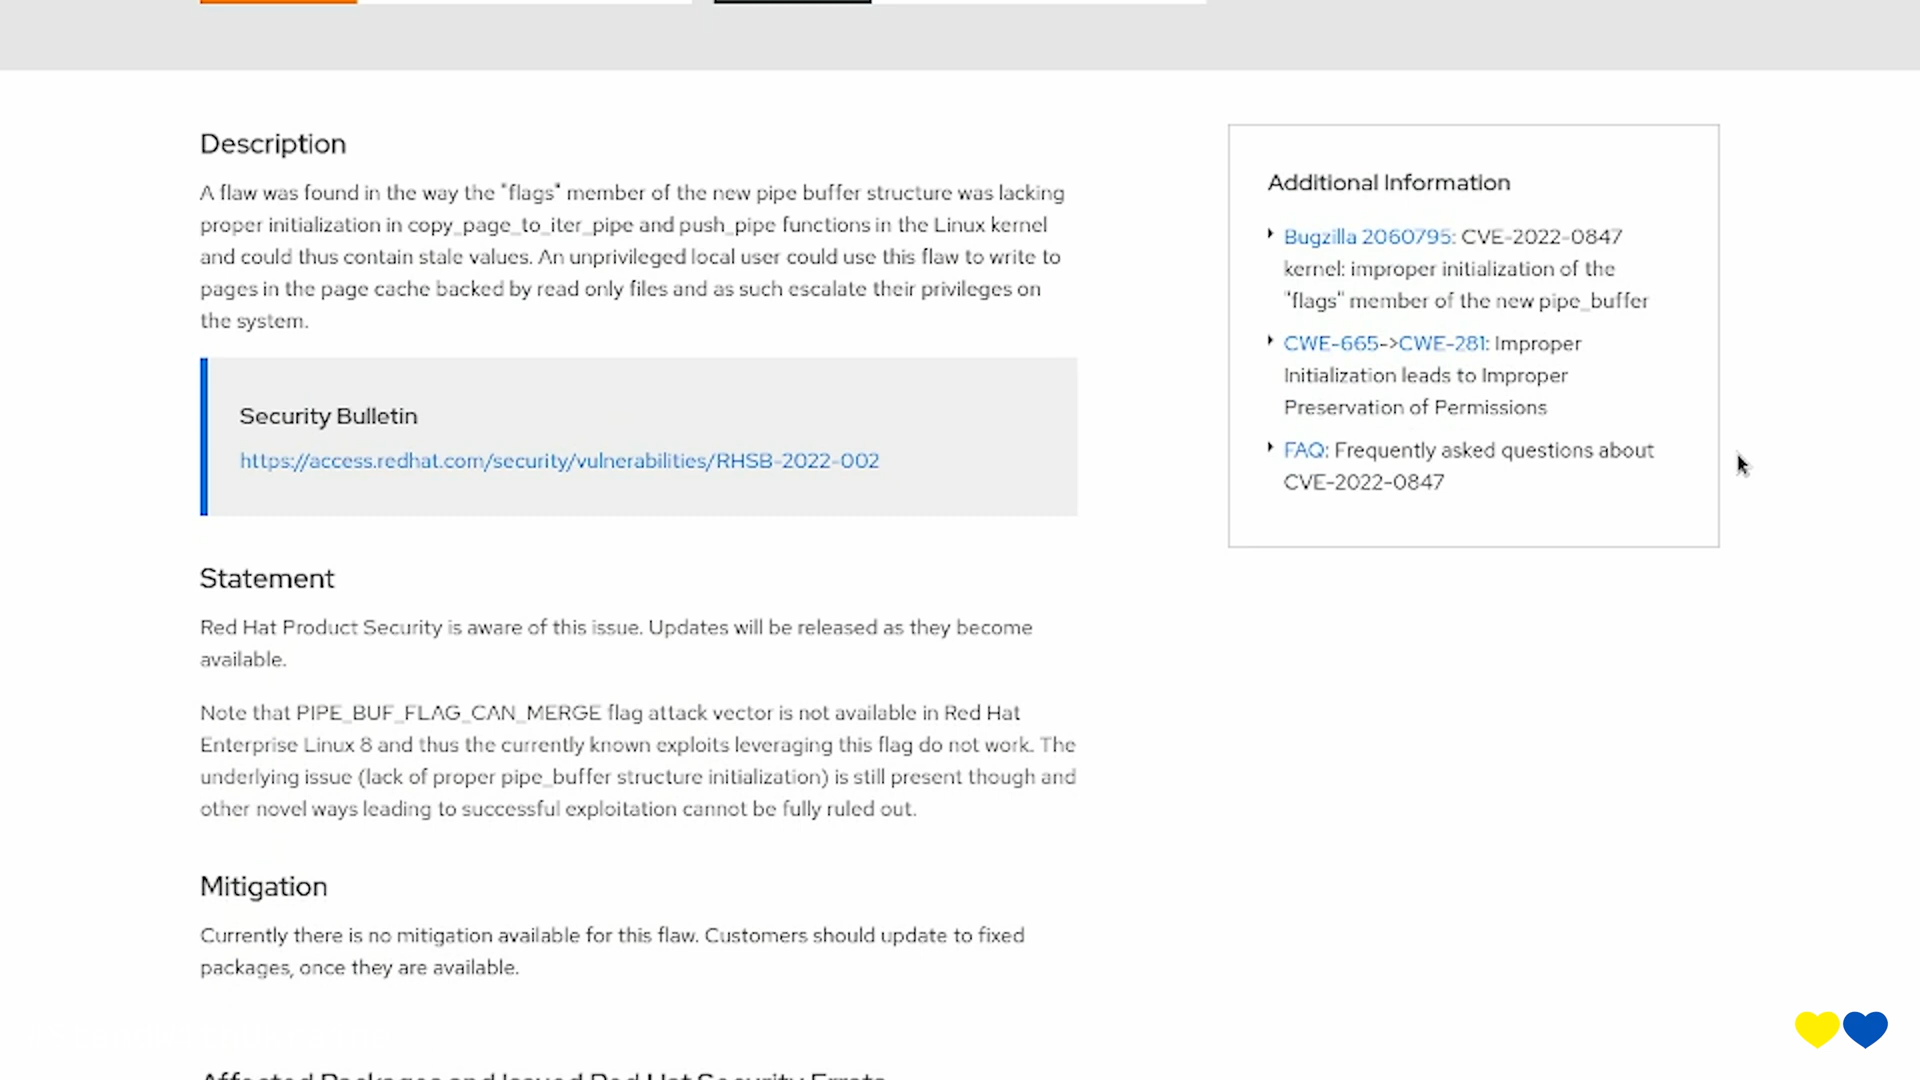 Description
A flaw was found in the way the "flags" member of the new pipe buffer structure was lacking
proper initialization in copy_page_to_iter_pipe and push_pipe functions in the Linux kernel
and could thus contain stale values. An unprivileged local user could use this flaw to write to
pages in the page cache backed by read only files and as such escalate their privileges on
the system.
Security Bulletin
https://access.redhat.com/security/vulnerabilities/RHSB-2022-002
Statement
Red Hat Product Security is aware of this issue. Updates will be released as they become
available.
Note that PIPE_BUF_FLAG_CAN_MERGE flag attack vector is not available in Red Hat
Enterprise Linux 8 and thus the currently known exploits leveraging this flag do not work. The
underlying issue (lack of proper pipe_buffer structure initialization) is still present though and
other novel ways leading to successful exploitation cannot be fully ruled out.
Mitigation
Currently there is no mitigation available for this flaw. Customers should update to fixed
packages, once they are available.
Affected Packages and Issued Red Hat Security Errata
Additional Information
Bugzilla 2060795: CVE-2022-0847
kernel: improper initialization of the
"flags" member of the new pipe_buffer
CWE-665->CWE-281: Improper
Initialization leads to Improper
Preservation of Permissions
FAQ: Frequently asked questions about
CVE-2022-0847